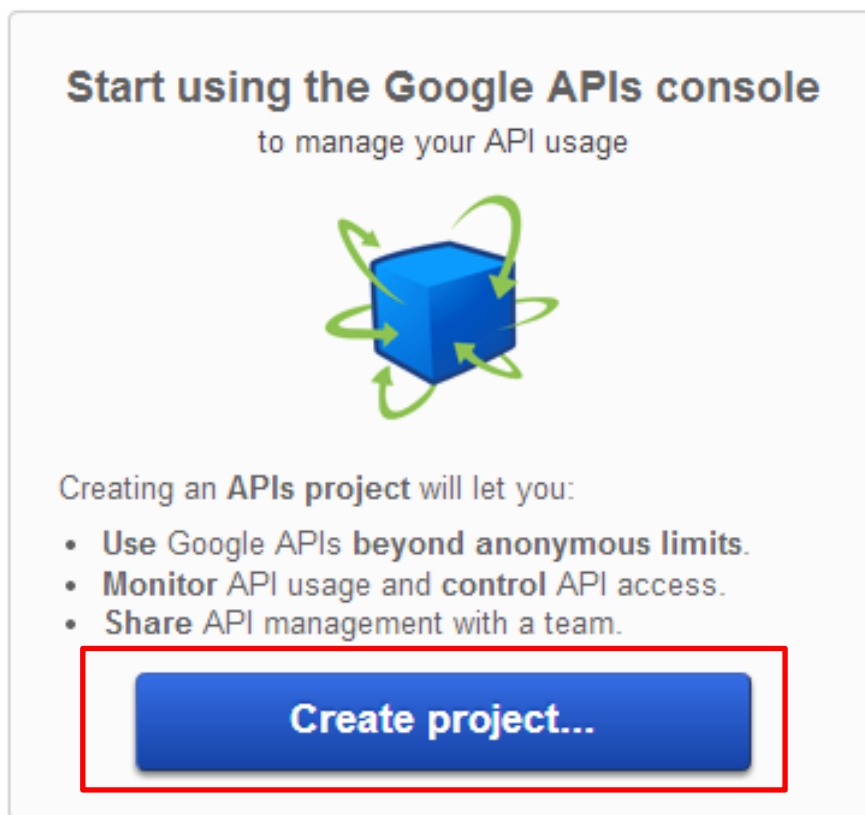 Start using the Google APIs console
to manage your API usage
Creating an APIs project will let you:
• Use Google APIs beyond anonymous limits.
• Monitor API usage and control API access.
• Share API management with a team.
Create project...